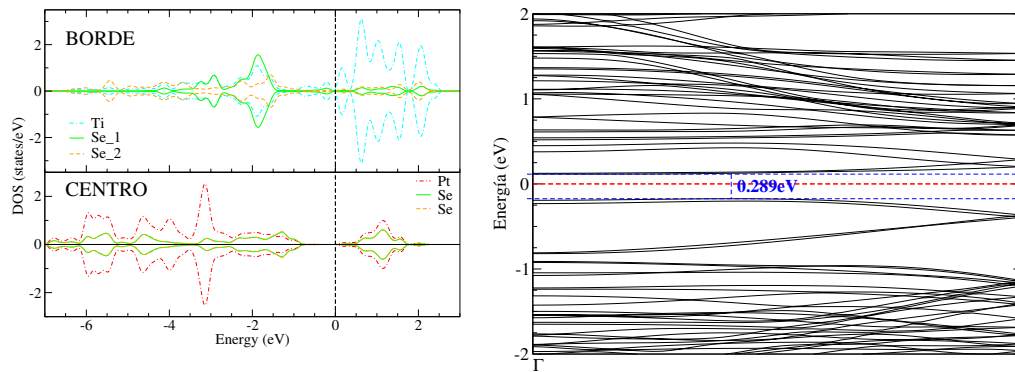 BORDE
2
0
-2
Ti
Se_1
Se_2
DOS (states/eV)
CENTRO
2
0
-2
Pt
Se
Se
-6 -4 -2 0 2
Energy (eV)
2
1
0
-1
-2
Energía (eV)
0.289eV
Γ